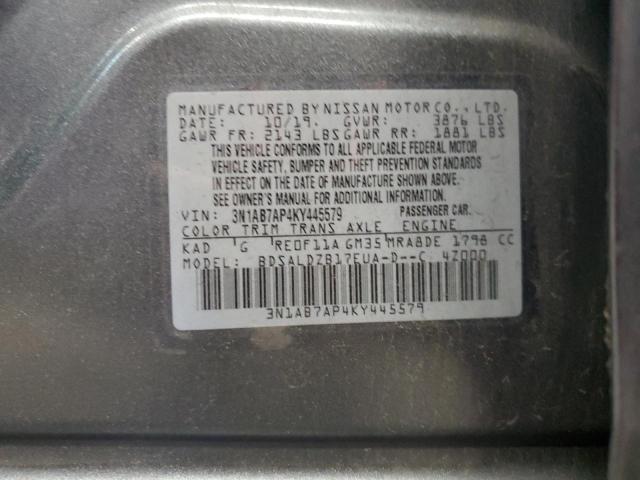 MANUFACTURED BY NISSAN MOTOR CO., LTD.
DATE: 10/19. GVWR: 3876 LBS
GAWR FR: 2143 LBS GAWR RR: 1881 LBS
THIS VEHICLE CONFORMS TO ALL APPLICABLE FEDERAL MOTOR
VEHICLE SAFETY, BUMPER AND THEFT PREVENTION STANDARDS
IN EFFECT ON THE DATE OF MANUFACTURE SHOWN ABOVE.
SEE OWNER'S MANUAL FOR ADDITIONAL INFORMATION.
VIN: 3N1AB7AP4KY445579 PASSENGER CAR.
COLOR TRIM TRANS AXLE ENGINE
KAD G RE0F11A GM35 MRA8DE 1798 CC
MODEL: BDSALDZB17EUA-D--C 4Z000
3N1AB7AP4KY445579